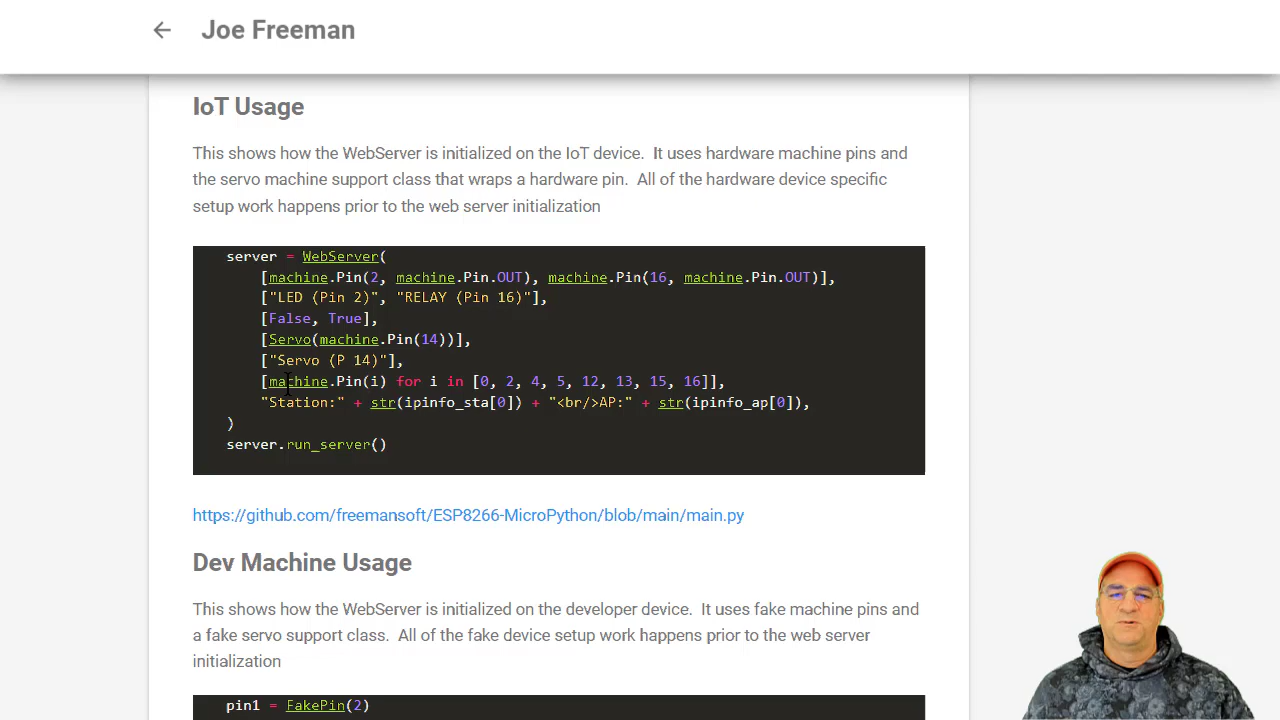 Joe Freeman
IoT Usage
This shows how the WebServer is initialized on the IoT device.  It uses hardware machine pins and
the servo machine support class that wraps a hardware pin.  All of the hardware device specific
setup work happens prior to the web server initialization
server = WebServer(
[machine.Pin(2, machine.Pin.OUT), machine.Pin(16, machine.Pin.OUT)],
["LED (Pin 2)", "RELAY (Pin 16)"],
[False, True],
[Servo(machine.Pin(14))],
["Servo (P 14)"],
[machine.Pin(i) for i in [0, 2, 4, 5, 12, 13, 15, 16]],
"Station:" + str(ipinfo_sta[0]) + "<br/>AP:" + str(ipinfo_ap[0]),
)
server.run_server()
https://github.com/freemansoft/ESP8266-MicroPython/blob/main/main.py
Dev Machine Usage
This shows how the WebServer is initialized on the developer device.  It uses fake machine pins and
a fake servo support class.  All of the fake device setup work happens prior to the web server
initialization
pin1 = FakePin(2)